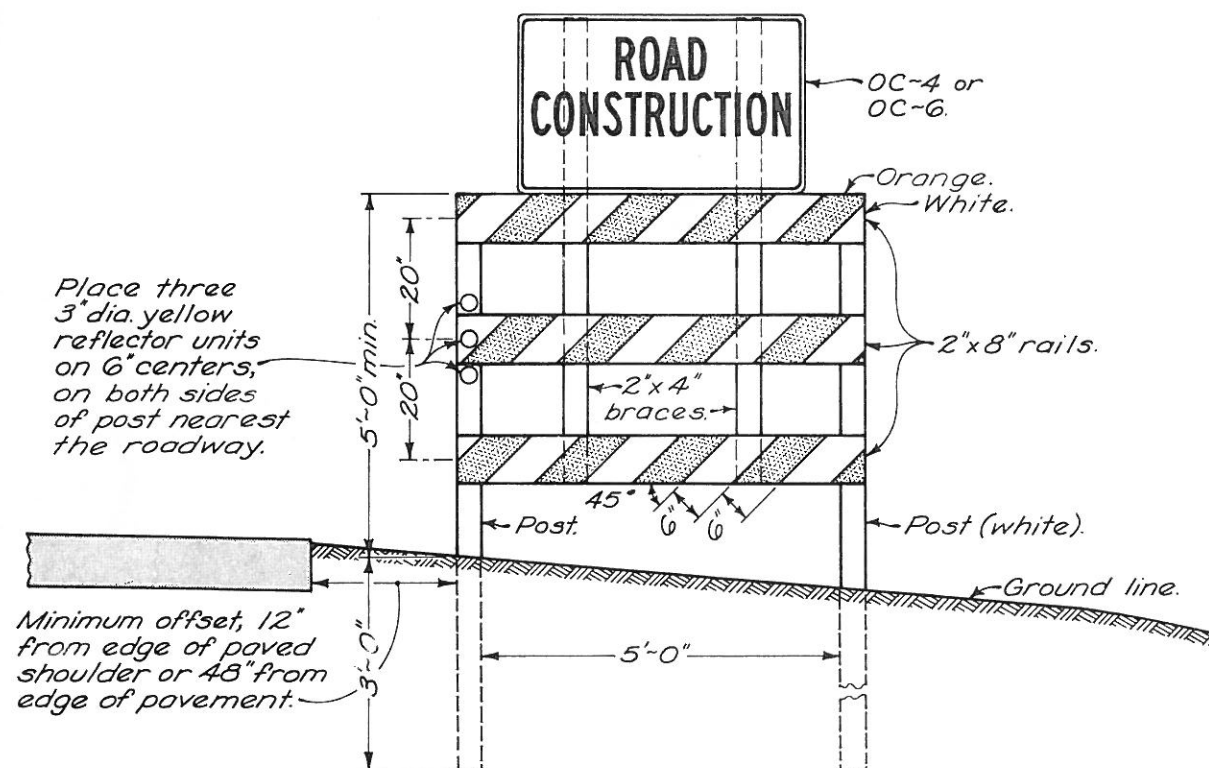 ROAD
CONSTRUCTION
OC~4 or
OC~6.
Orange.
White.
Place three
3" dia. yellow
reflector units
on 6" centers,
on both sides
of post nearest
the roadway.
5'~0" min.
20"
20"
2" x 8" rails.
2" x 4"
braces.
45°
6"
6"
Post.
Post (white).
Ground line.
Minimum offset, 12"
from edge of paved
shoulder or 48" from
edge of pavement.
3'~0"
5'~0"